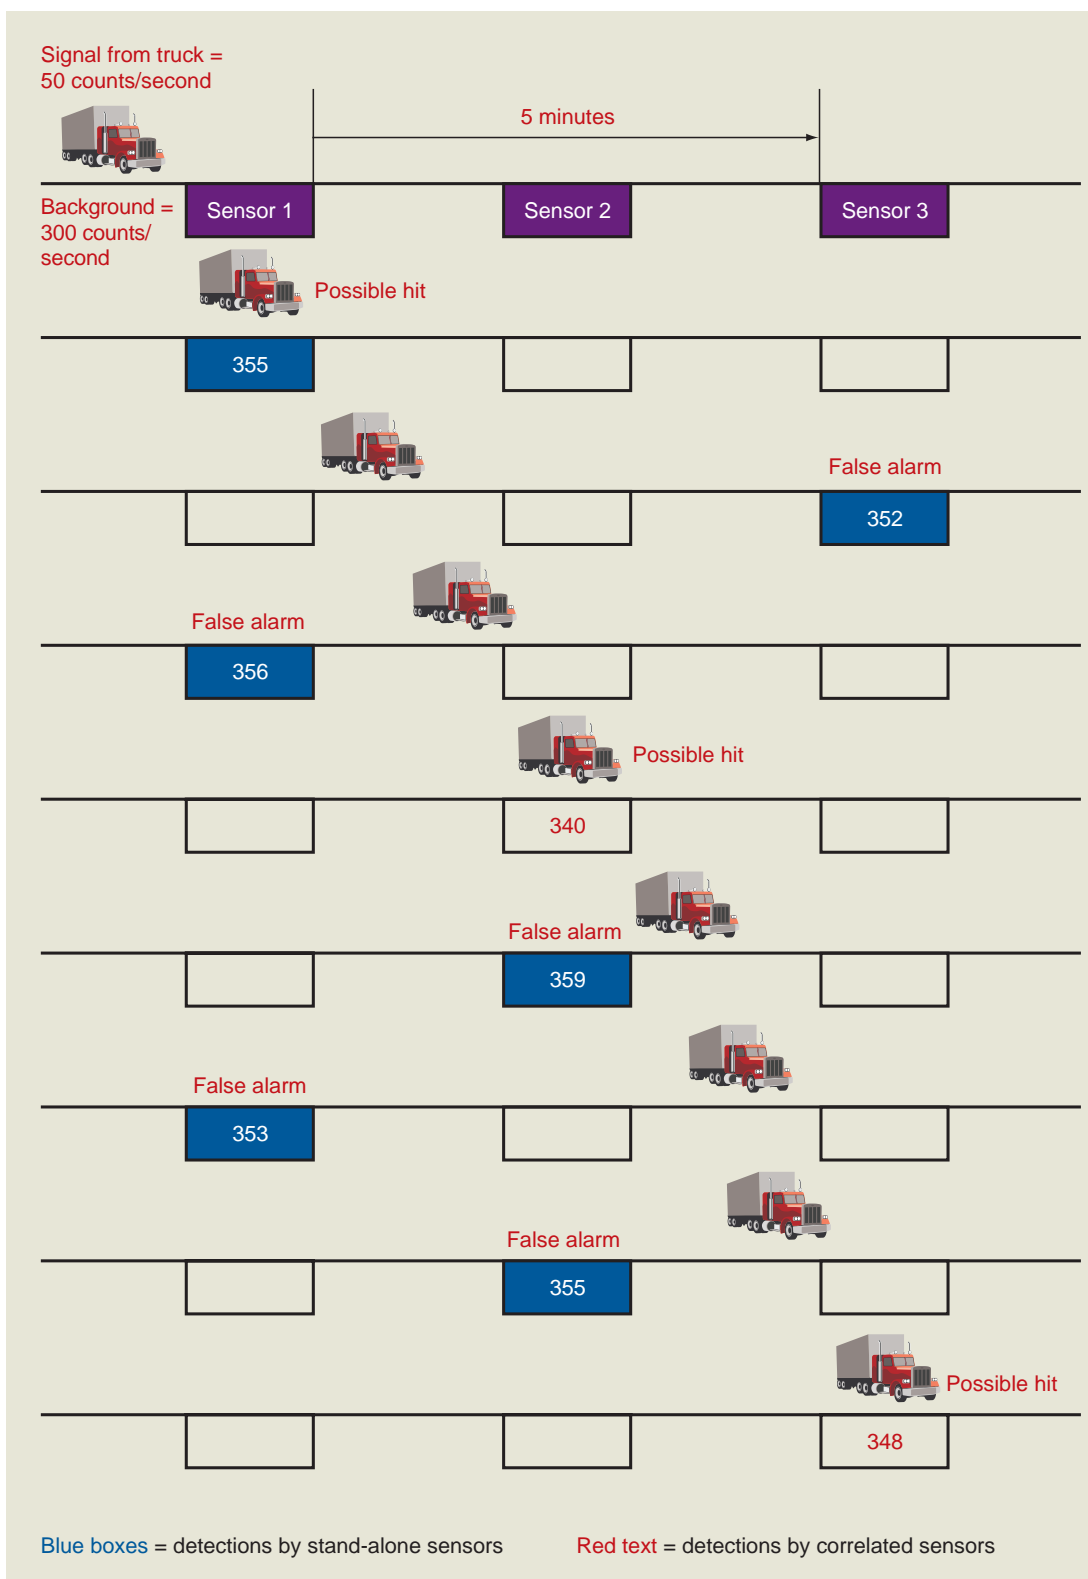 Signal from truck =
50 counts/second
5 minutes
Background =
300 counts/
second
Sensor 1
Sensor 2
Sensor 3
Possible hit
355
False alarm
352
False alarm
356
Possible hit
340
False alarm
359
False alarm
353
False alarm
355
Possible hit
348
Blue boxes = detections by stand-alone sensors
Red text = detections by correlated sensors